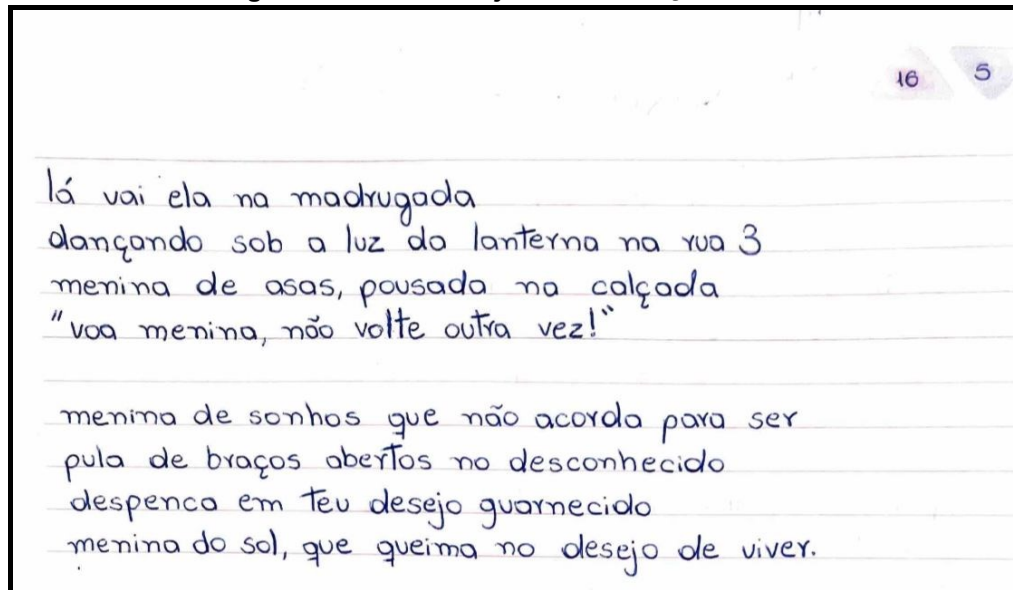 16 5
lá vai ela na madrugada
dançando sob a luz da lanterna na rua 3
menina de asas, pousada na calçada
"voa menina, não volte outra vez!"
menina de sonhos que não acorda para ser
pula de braços abertos no desconhecido
despenca em teu desejo guarnecido
menina do sol, que queima no desejo de viver.